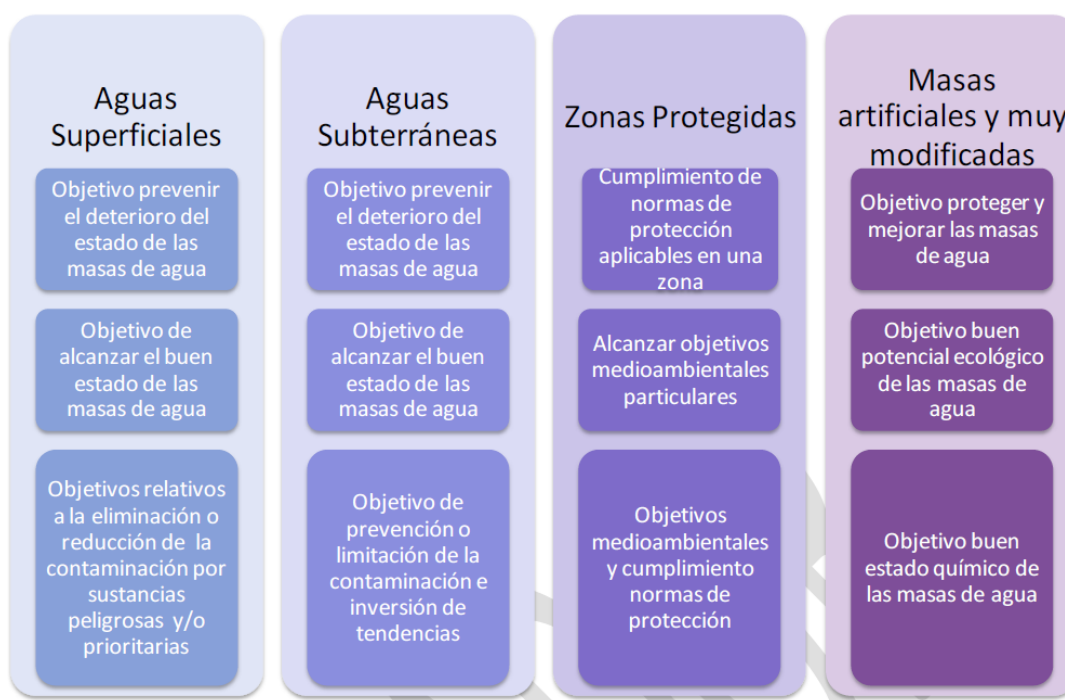 Aguas
Superficiales
Objetivo prevenir
el deterioro del
estado de las
masas de agua
Objetivo de
alcanzar el buen
estado de las
masas de agua
Objetivos relativos
a la eliminación o
reducción de la
contaminación por
sustancias
peligrosas y/o
prioritarias
Aguas
Subterráneas
Objetivo prevenir
el deterioro del
estado de las
masas de agua
Objetivo de
alcanzar el buen
estado de las
masas de agua
Objetivo de
prevención o
limitación de la
contaminación e
inversión de
tendencias
Zonas Protegidas
Cumplimiento de
normas de
protección
aplicables en una
zona
Alcanzar objetivos
medioambientales
particulares
Objetivos
medioambientales
y cumplimiento
normas de
protección
Masas
artificiales y muy
modificadas
Objetivo proteger y
mejorar las masas
de agua
Objetivo buen
potencial ecológico
de las masas de
agua
Objetivo buen
estado químico de
las masas de agua